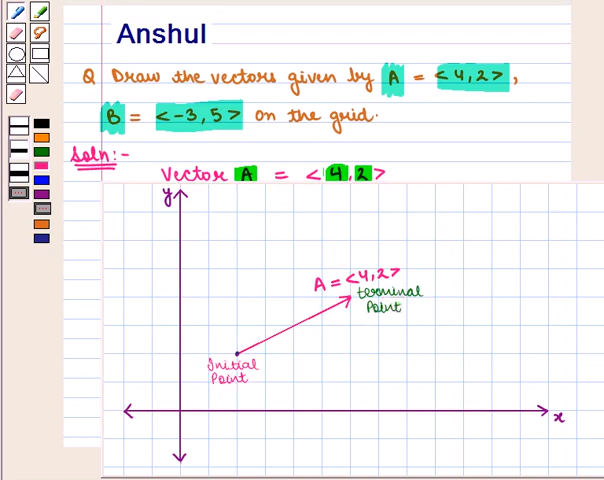 Anshul
Q Draw the vectors given by A = <4,2>,
B = <-3,5> on the grid.
Soln:-
Vector A = <4,2>
y
A = <4,2>
terminal
Point
Initial
Point
x